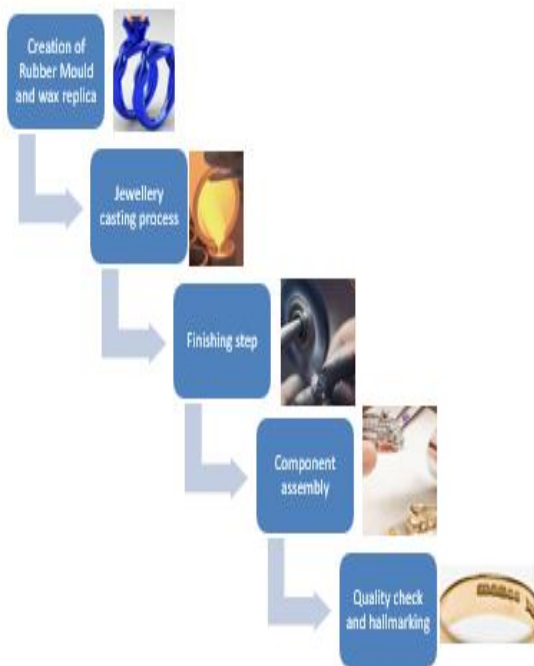 Creation of
Rubber Mould
and wax replica
Jewellery
casting process
Finishing step
Component
assembly
Quality check
and hallmarking